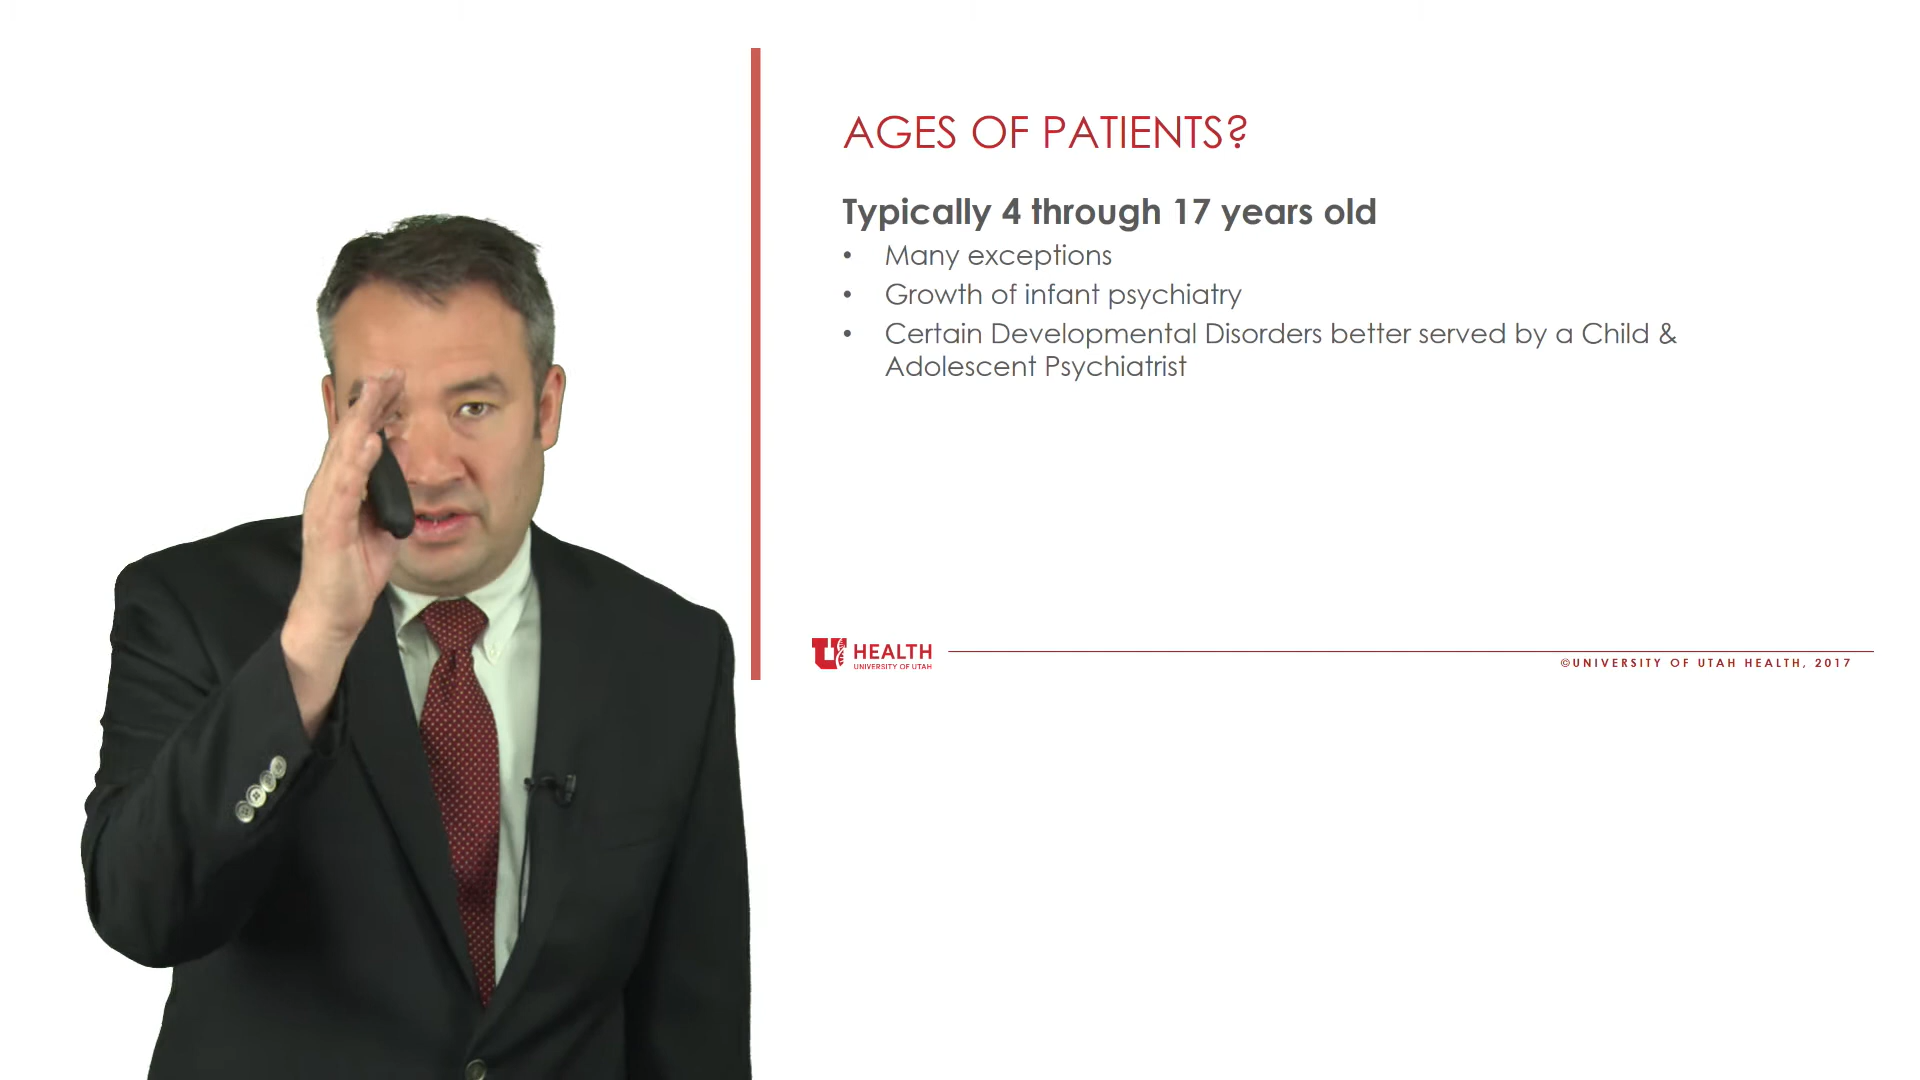 AGES OF PATIENTS?
Typically 4 through 17 years old
• Many exceptions
• Growth of infant psychiatry
• Certain Developmental Disorders better served by a Child &
Adolescent Psychiatrist
U HEALTH
UNIVERSITY OF UTAH
©UNIVERSITY OF UTAH HEALTH, 2017